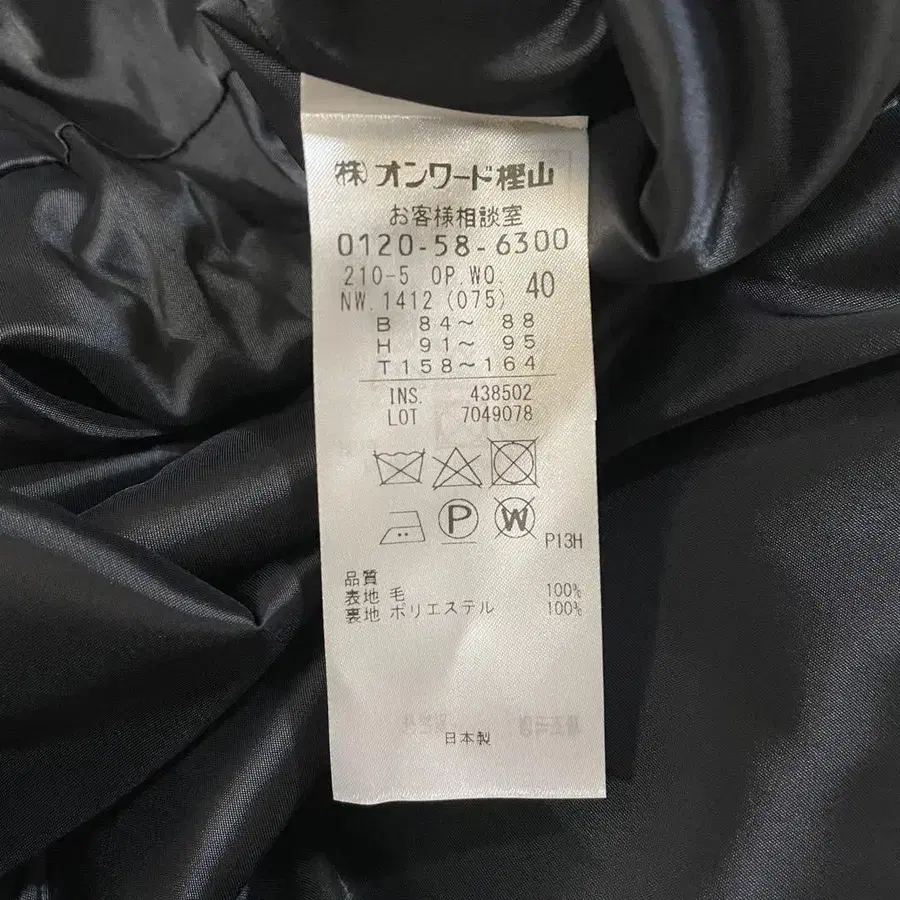 ㈱オンワード樫山
お客様相談室
0120-58-6300
210-5 OP.WO 40
NW.1412 (075)
B 84～ 88
H 91～ 95
T158～164
INS. 438502
LOT 7049078
P
W
P13H
品質
表地 毛 100%
裏地 ポリエステル 100%
日本製